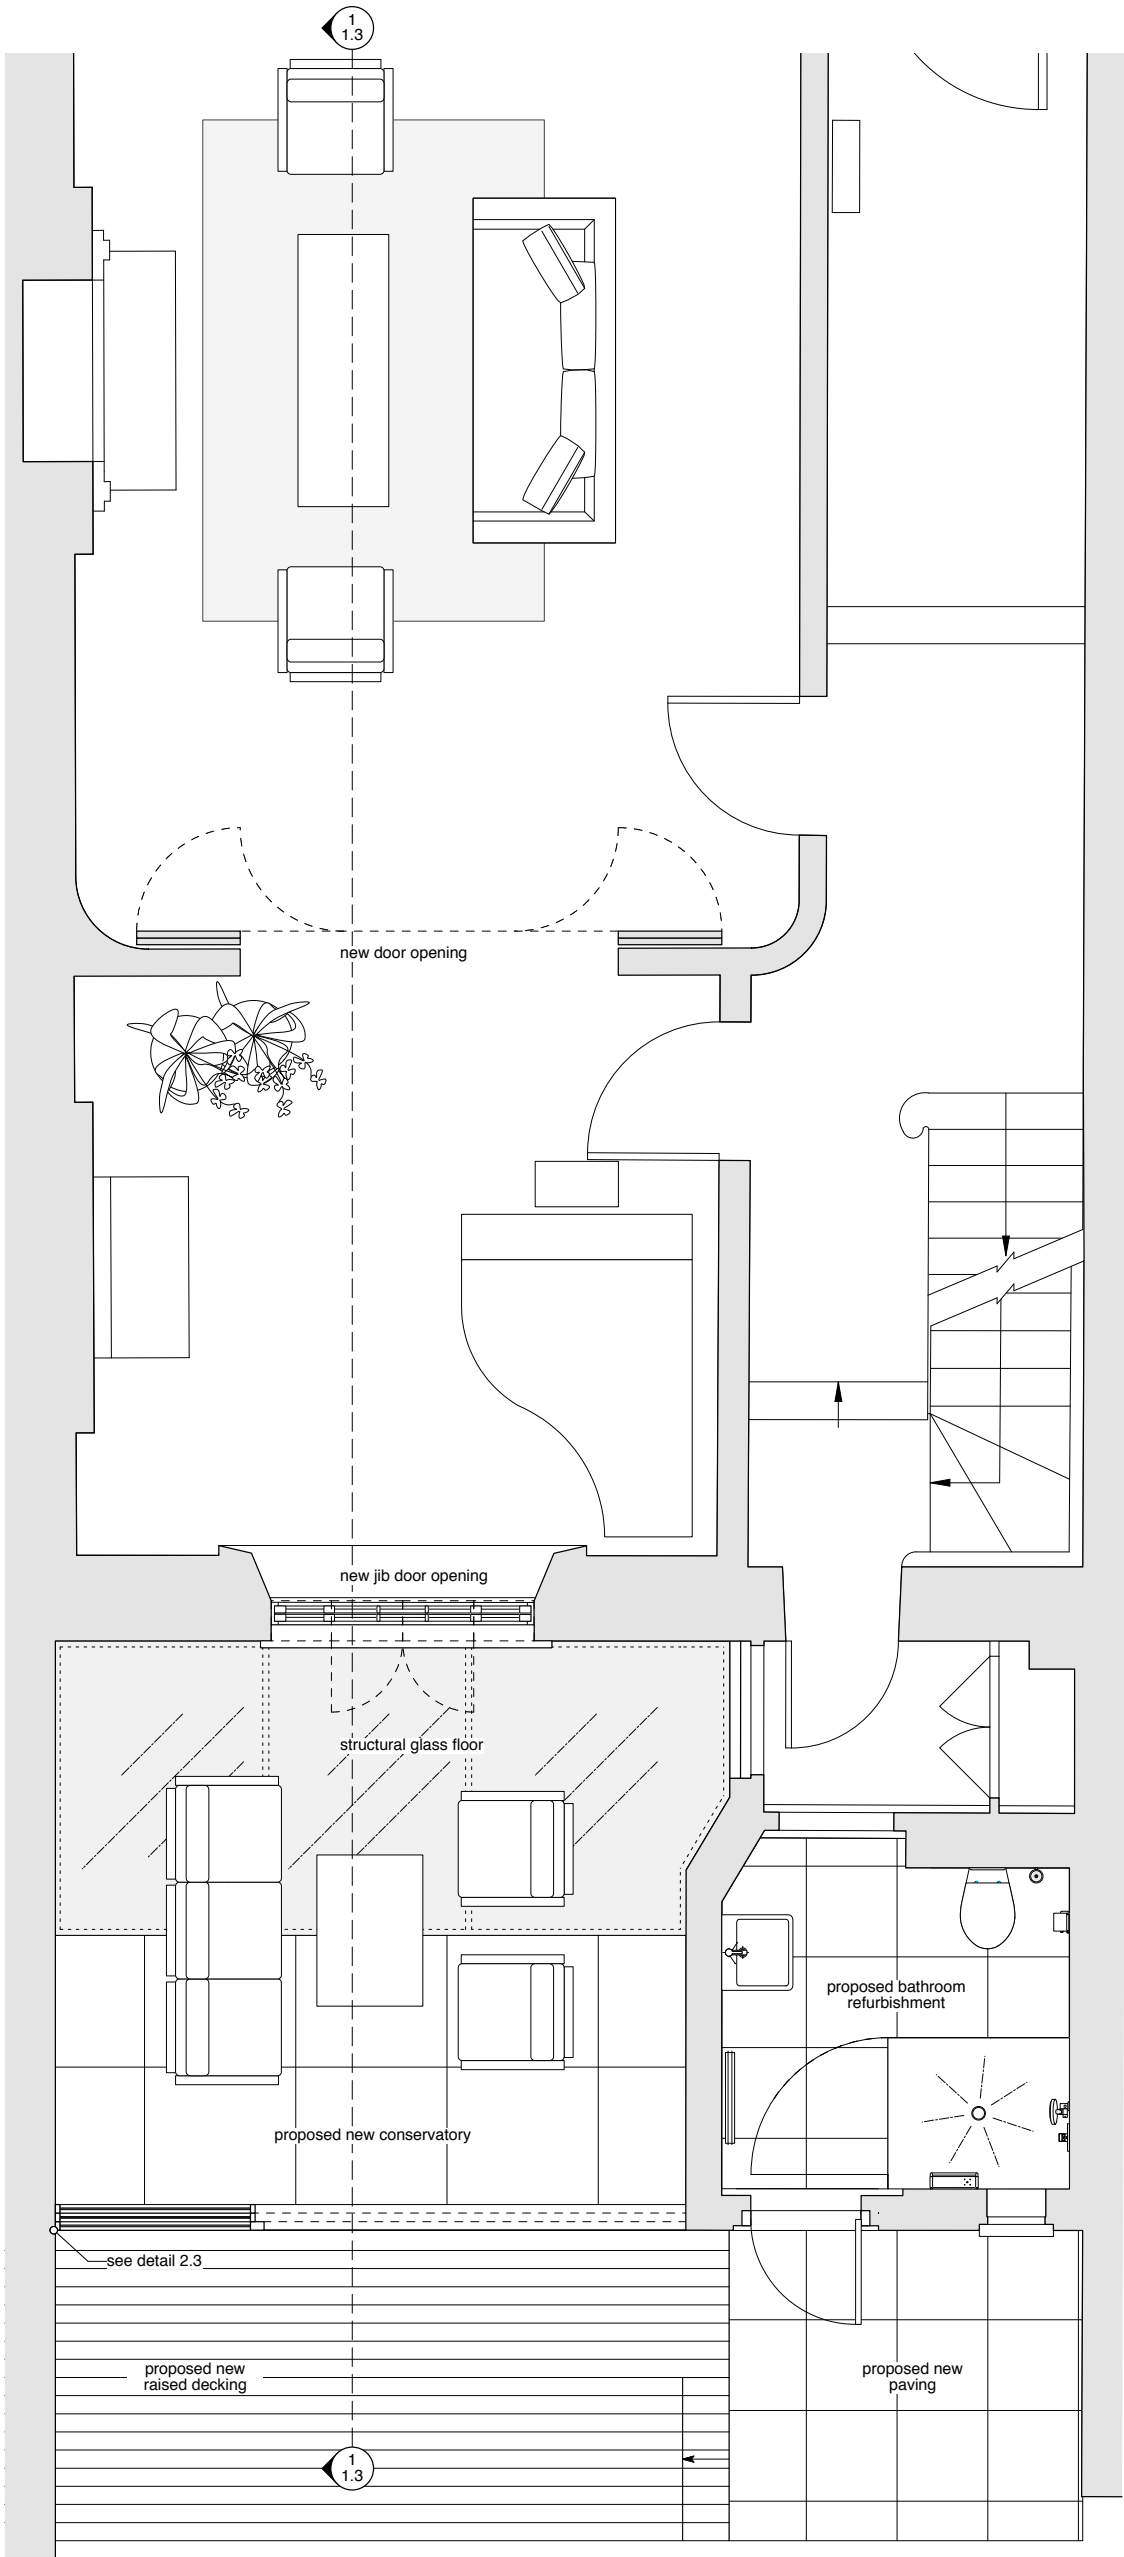 1
1.3
new door opening
new jib door opening
structural glass floor
proposed bathroom
refurbishment
proposed new conservatory
see detail 2.3
proposed new
raised decking
proposed new
paving
1
1.3